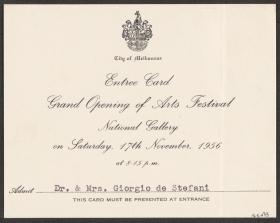 City of Melbourne
Entree Card
Grand Opening of Arts Festival
National Gallery
on Saturday, 17th November, 1956
at 8·15 p.m.
Admit Dr. & Mrs. Giorgio de Stefani
THIS CARD MUST BE PRESENTED AT ENTRANCE